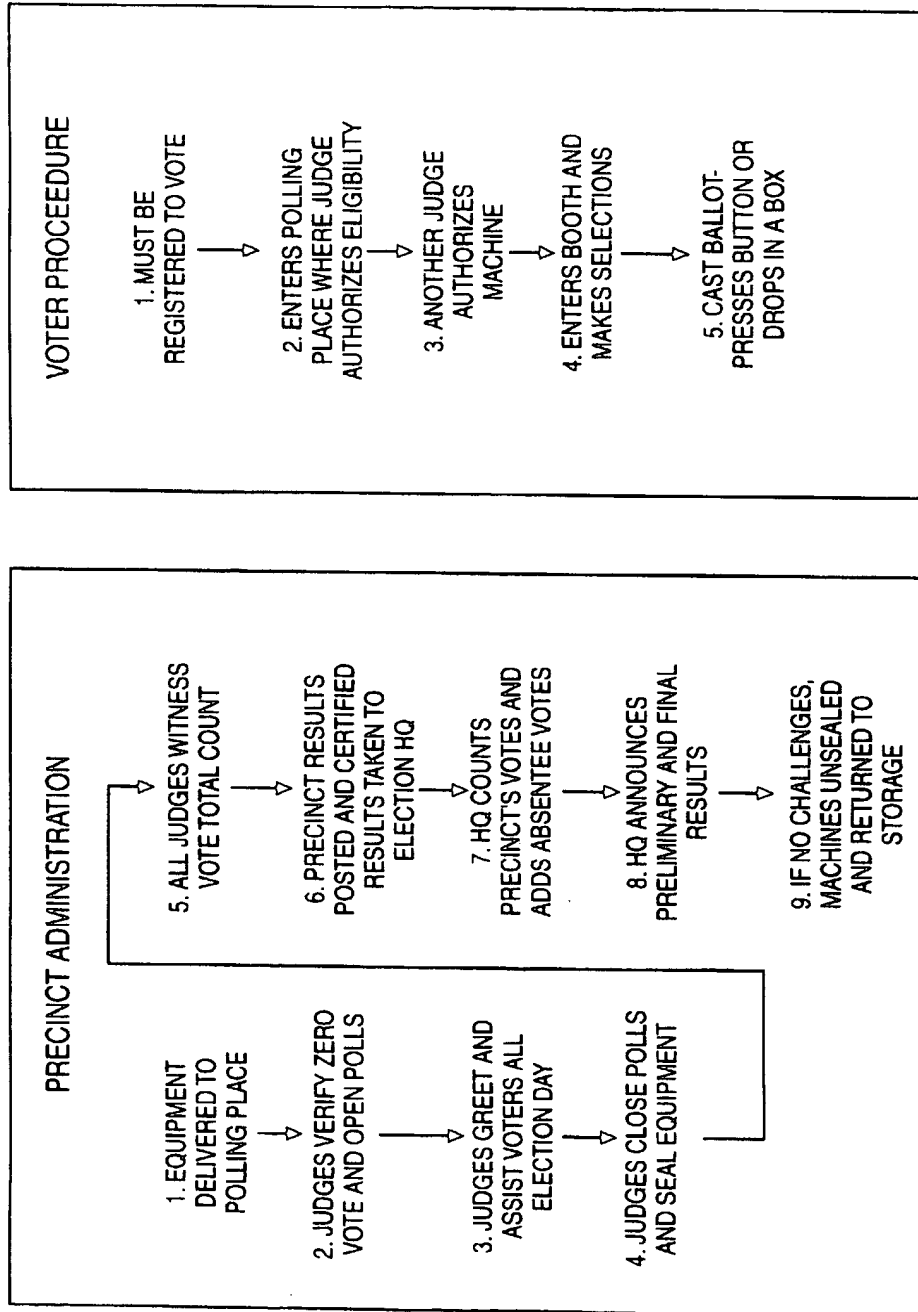 PRECINCT ADMINISTRATION
1. EQUIPMENT
DELIVERED TO
POLLING PLACE
2. JUDGES VERIFY ZERO
VOTE AND OPEN POLLS
3. JUDGES GREET AND
ASSIST VOTERS ALL
ELECTION DAY
4. JUDGES CLOSE POLLS
AND SEAL EQUIPMENT
5. ALL JUDGES WITNESS
VOTE TOTAL COUNT
6. PRECINCT RESULTS
POSTED AND CERTIFIED
RESULTS TAKEN TO
ELECTION HQ
7. HQ COUNTS
PRECINCT'S VOTES AND
ADDS ABSENTEE VOTES
8. HQ ANNOUNCES
PRELIMINARY AND FINAL
RESULTS
9. IF NO CHALLENGES,
MACHINES UNSEALED
AND RETURNED TO
STORAGE
VOTER PROCEEDURE
1. MUST BE
REGISTERED TO VOTE
2. ENTERS POLLING
PLACE WHERE JUDGE
AUTHORIZES ELIGIBILITY
3. ANOTHER JUDGE
AUTHORIZES
MACHINE
4. ENTERS BOTH AND
MAKES SELECTIONS
5. CAST BALLOT-
PRESSES BUTTON OR
DROPS IN A BOX